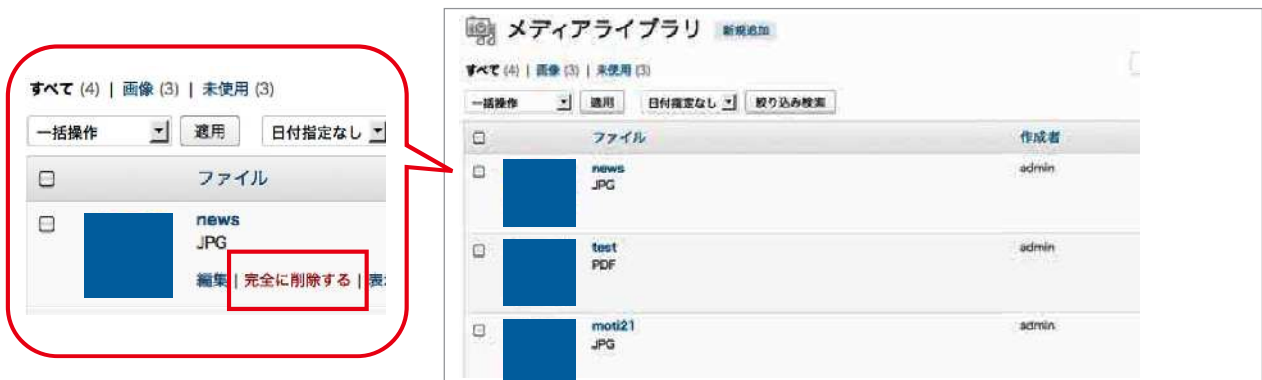 すべて (4) | 画像 (3) | 未使用 (3)
一括操作 適用 日付指定なし
ファイル
news
JPG
編集 | 完全に削除する |
メディアライブラリ 新規追加
すべて (4) | 画像 (3) | 未使用 (3)
一括操作 適用 日付指定なし 絞り込み検索
ファイル 作成者
news admin
JPG
test admin
PDF
moti21 admin
JPG